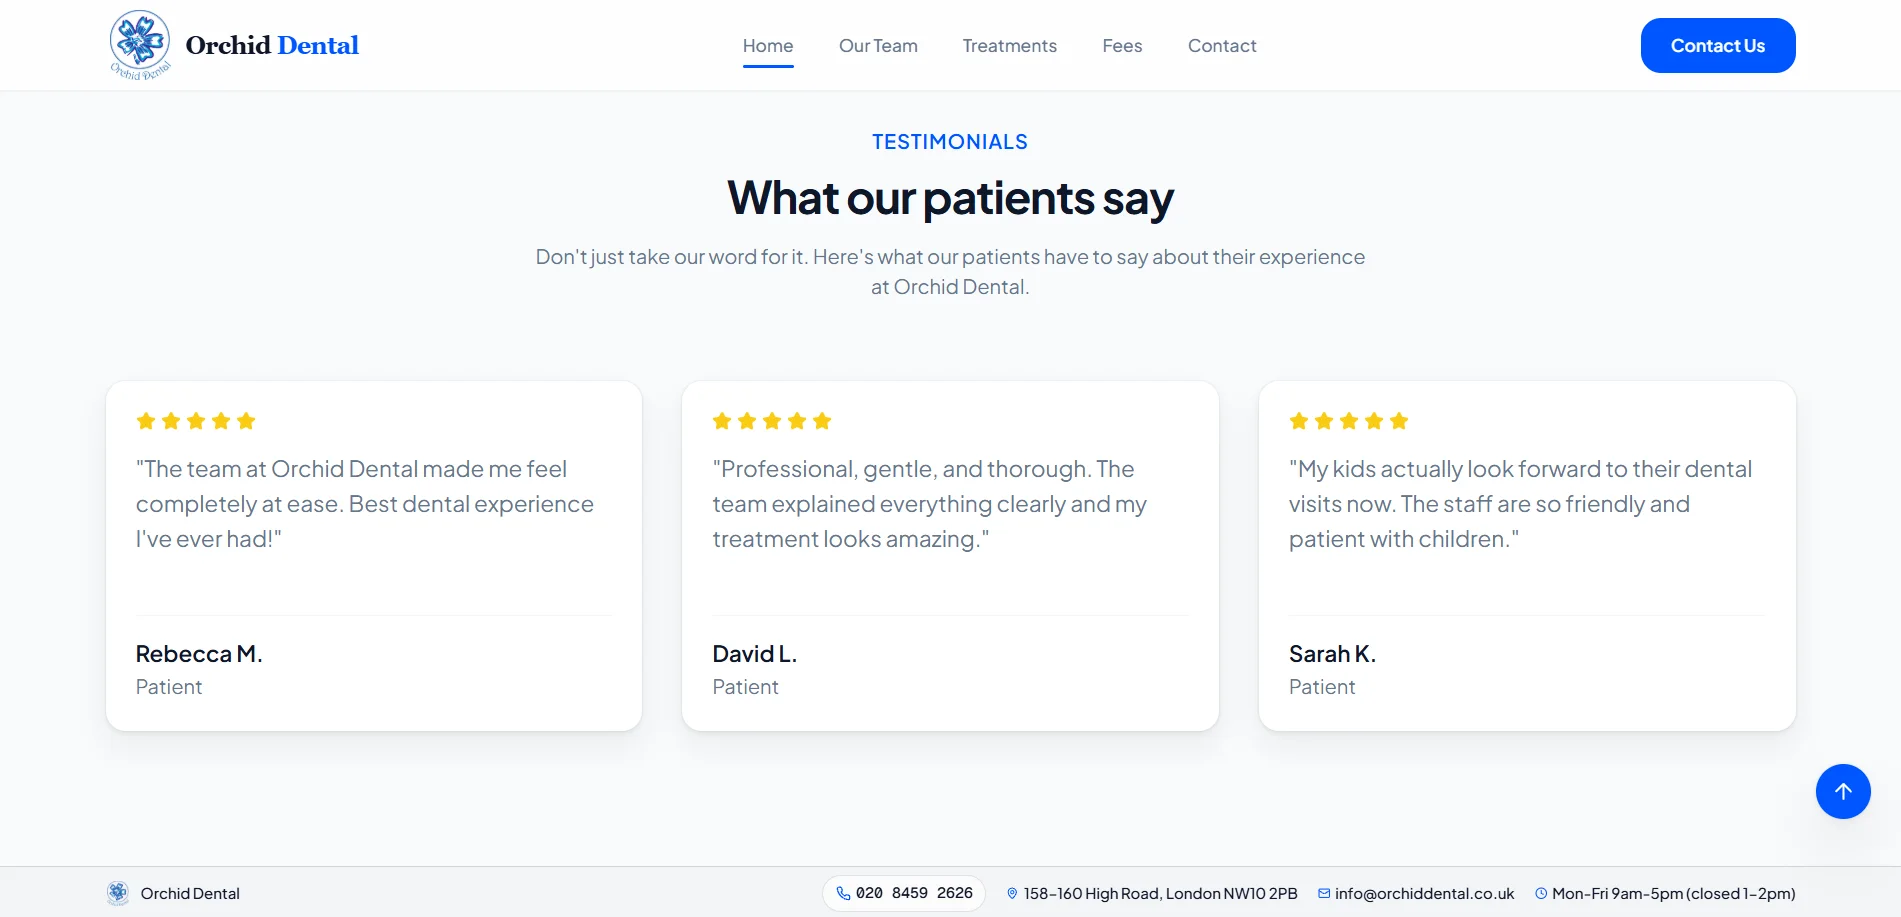 Orchid Dental
Orchid Dental
Home
Our Team
Treatments
Fees
Contact
Contact Us
TESTIMONIALS
What our patients say
Don't just take our word for it. Here's what our patients have to say about their experience
at Orchid Dental.
"The team at Orchid Dental made me feel
completely at ease. Best dental experience
I've ever had!"
Rebecca M.
Patient
"Professional, gentle, and thorough. The
team explained everything clearly and my
treatment looks amazing."
David L.
Patient
"My kids actually look forward to their dental
visits now. The staff are so friendly and
patient with children."
Sarah K.
Patient
Orchid Dental
020 8459 2626
158-160 High Road, London NW10 2PB
info@orchiddental.co.uk
Mon-Fri 9am-5pm (closed 1-2pm)